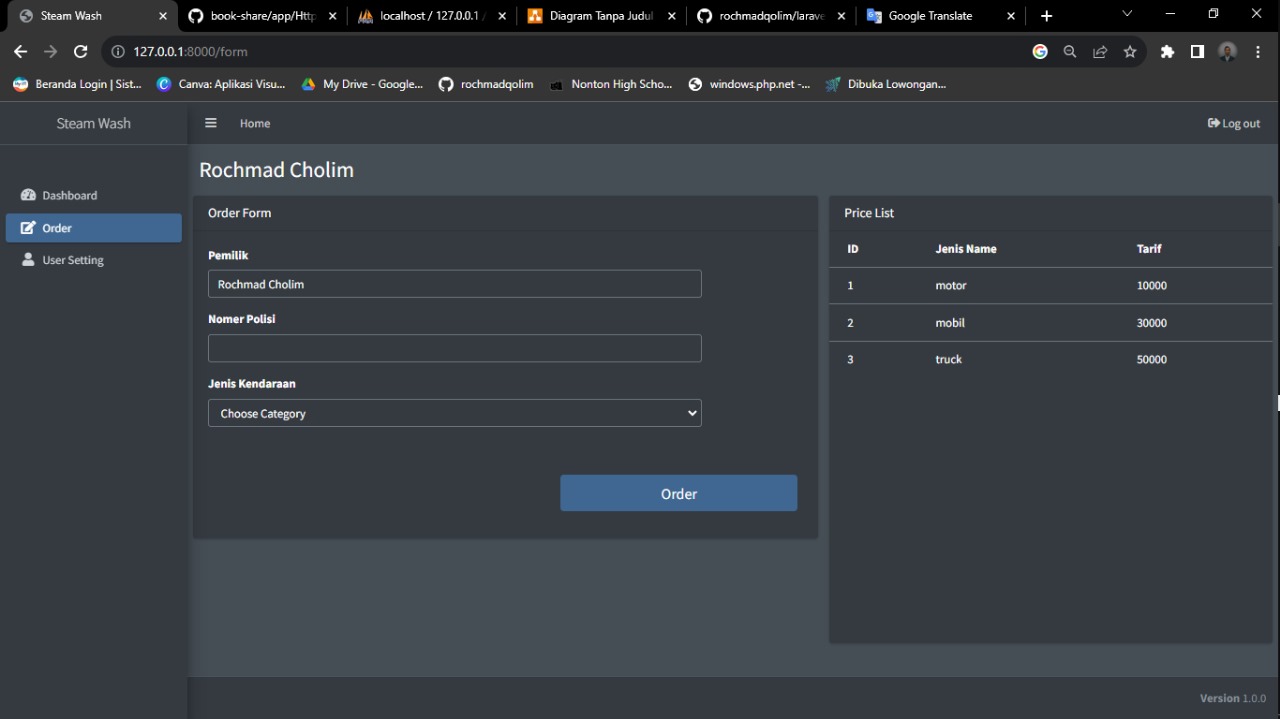 Steam Wash
book-share/app/Http
localhost / 127.0.0.1 /
Diagram Tanpa Judul
rochmadqolim/larave
Google Translate
127.0.0.1:8000/form
Beranda Login | Sist...
Canva: Aplikasi Visu...
My Drive - Google...
rochmadqolim
Nonton High Scho...
windows.php.net -...
Dibuka Lowongan...
Steam Wash
Home
Log out
Dashboard
Order
User Setting
Rochmad Cholim
Order Form
Pemilik
Rochmad Cholim
Nomer Polisi
Jenis Kendaraan
Choose Category
Order
Price List
ID Jenis Name Tarif
1 motor 10000
2 mobil 30000
3 truck 50000
Version 1.0.0